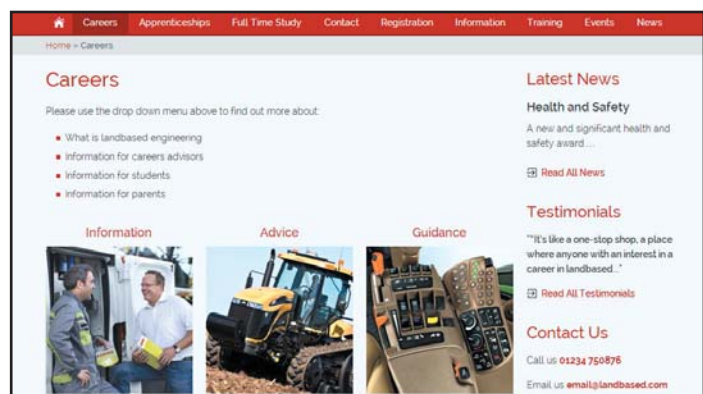 Careers Apprenticeships Full Time Study Contact Registration Information Training Events News
Home » Careers
Careers
Please use the drop down menu above to find out more about:
What is landbased engineering
Information for careers advisors
Information for students
Information for parents
Information
Advice
Guidance
Latest News
Health and Safety
A new and significant health and
safety award.....
Read All News
Testimonials
"“It's like a one-stop shop, a place
where anyone with an interest in a
career in landbased..."
Read All Testimonials
Contact Us
Call us 01234 750876
Email us email@landbased.com